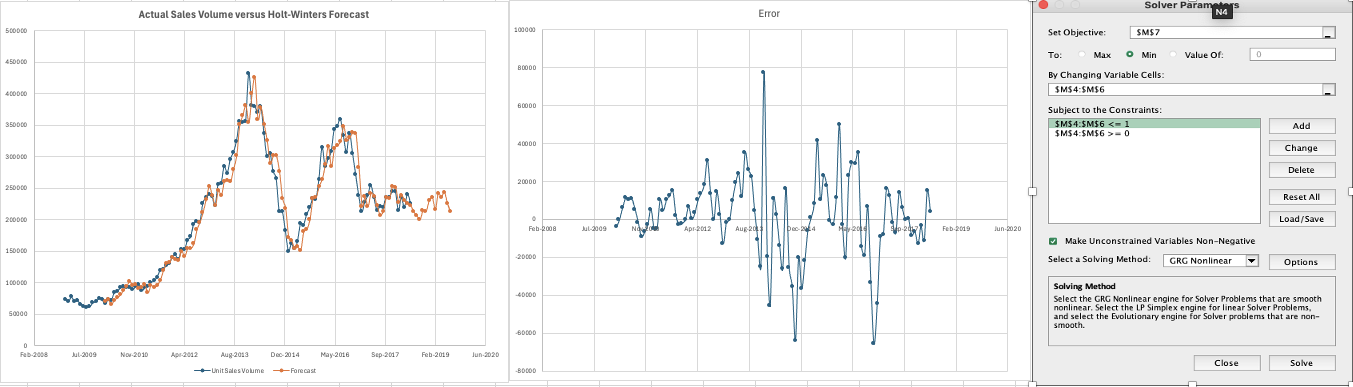 Actual Sales Volume versus Holt-Winters Forecast
500000
450000
400000
350000
300000
250000
200000
150000
100000
50000
0
Feb-2008 Jul-2009 Nov-2010 Apr-2012 Aug-2013 Dec-2014 May-2016 Sep-2017 Feb-2019 Jun-2020
Unit Sales Volume Forecast
Error
100000
80000
60000
40000
20000
0
-20000
-40000
-60000
-80000
Feb-2008 Jul-2009 Nov-2010 Apr-2012 Aug-2013 Dec-2014 May-2016 Sep-2017 Feb-2019 Jun-2020
Solver Parameters
N4
Set Objective: $M$7
To: Max Min Value Of: 0
By Changing Variable Cells:
$M$4:$M$6
Subject to the Constraints:
$M$4:$M$6 <= 1
$M$4:$M$6 >= 0
Add
Change
Delete
Reset All
Load/Save
Make Unconstrained Variables Non-Negative
Select a Solving Method: GRG Nonlinear Options
Solving Method
Select the GRG Nonlinear engine for Solver Problems that are smooth
nonlinear. Select the LP Simplex engine for linear Solver Problems,
and select the Evolutionary engine for Solver problems that are non-
smooth.
Close Solve